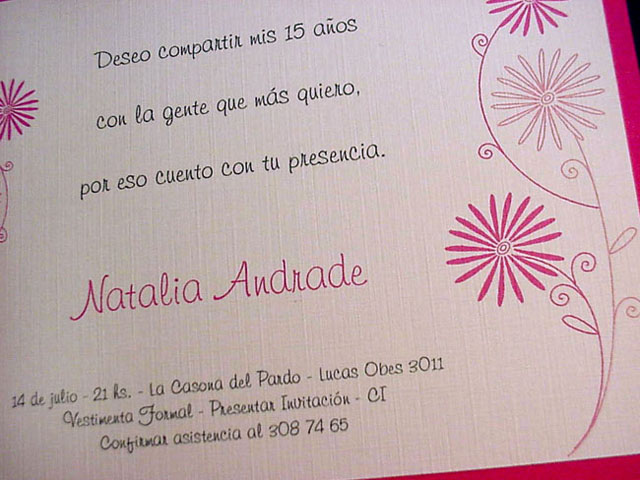 Deseo compartir mis 15 años
con la gente que más quiero,
por eso cuento con tu presencia.
Natalia Andrade
14 de julio - 21 hs. - La Casona del Pardo - Lucas Obes 3011
Vestimenta Formal - Presentar Invitación - CI
Confirmar asistencia al 308 74 65